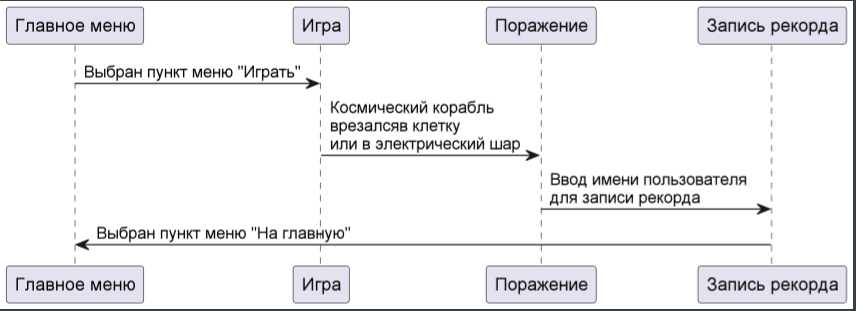 Главное меню
Игра
Поражение
Запись рекорда
Выбран пункт меню "Играть"
Космический корабль
врезалсяв клетку
или в электрический шар
Ввод имени пользователя
для записи рекорда
Выбран пункт меню "На главную"
Главное меню
Игра
Поражение
Запись рекорда